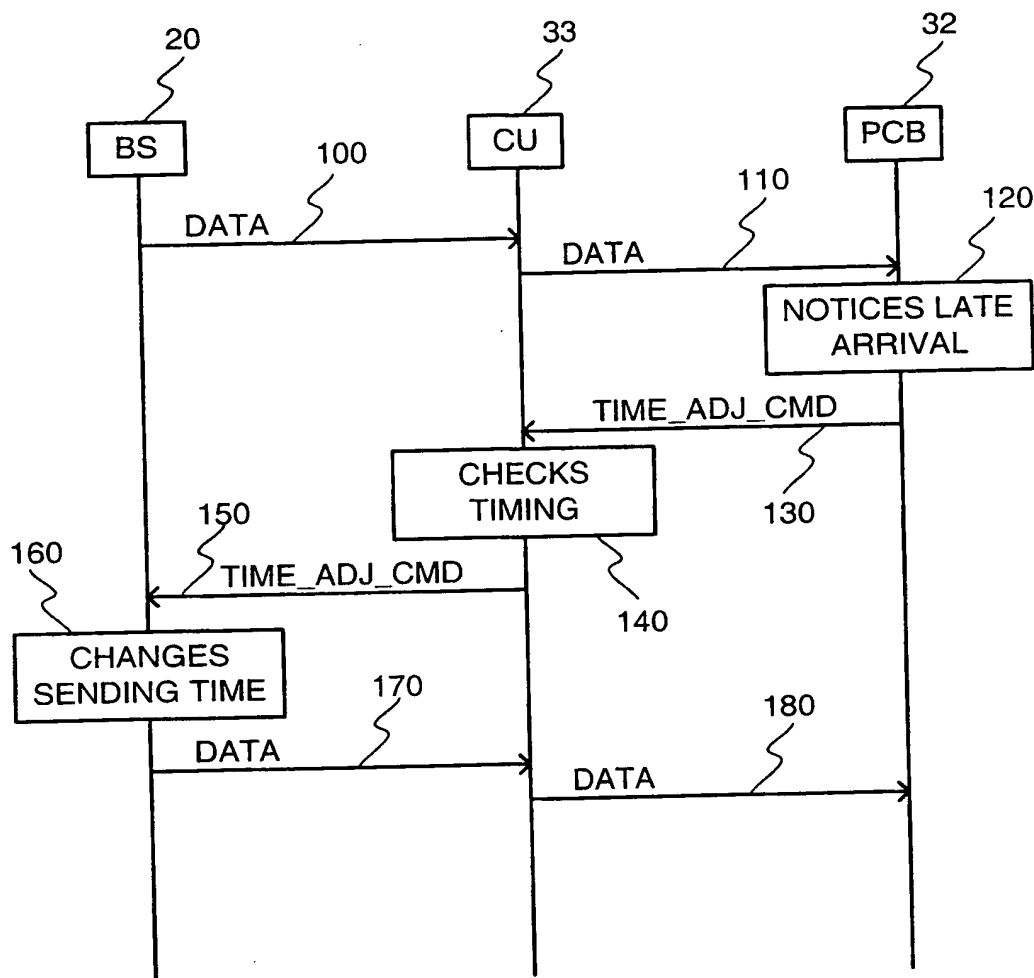 20
33
32
BS
CU
PCB
100
110
120
DATA
DATA
NOTICES LATE
ARRIVAL
TIME_ADJ_CMD
130
CHECKS
TIMING
140
150
TIME_ADJ_CMD
160
CHANGES
SENDING TIME
170
180
DATA
DATA